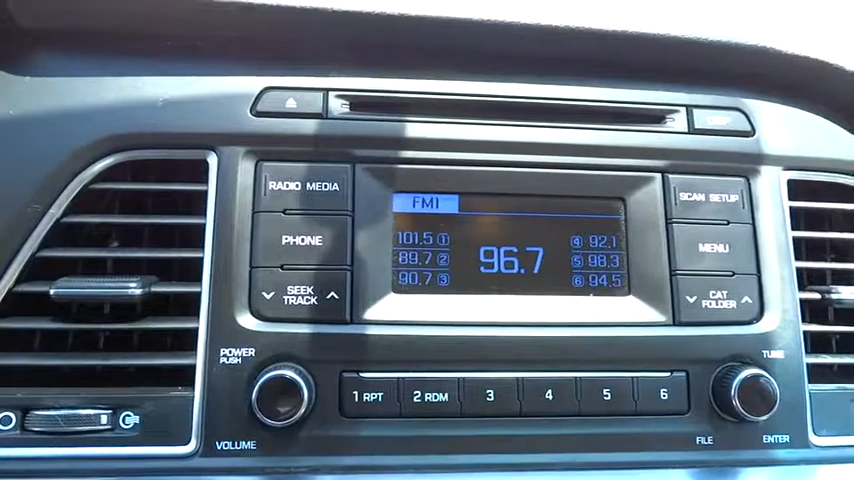 RADIO MEDIA
SCAN SETUP
FM1
PHONE
101.5 1
4 92.1
MENU
89.7 2
96.7
5 98.3
90.7 3
6 94.5
SEEK
TRACK
CAT
FOLDER
POWER
PUSH
TUNE
1 RPT
2 RDM
3
4
5
6
VOLUME
FILE
ENTER